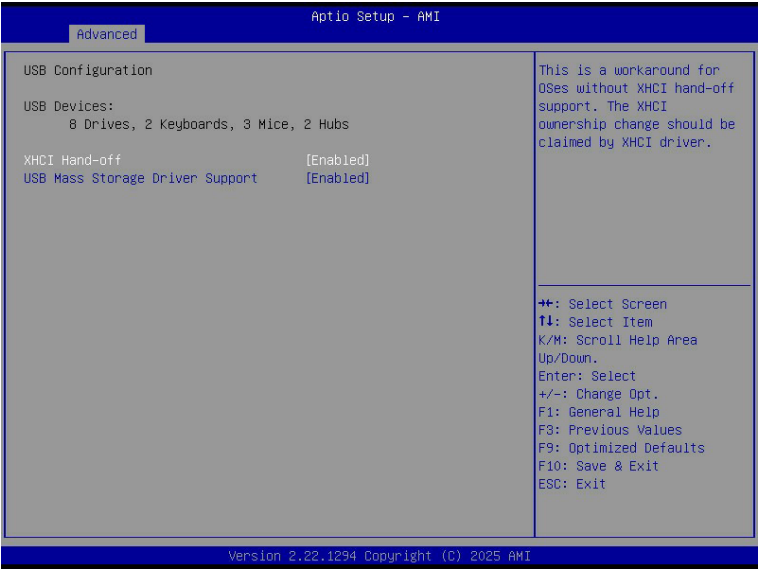 Aptio Setup - AMI
Advanced
USB Configuration
USB Devices:
8 Drives, 2 Keyboards, 3 Mice, 2 Hubs
XHCI Hand-off [Enabled]
USB Mass Storage Driver Support [Enabled]
This is a workaround for
OSes without XHCI hand-off
support. The XHCI
ownership change should be
claimed by XHCI driver.
→←: Select Screen
↑↓: Select Item
K/M: Scroll Help Area
Up/Down.
Enter: Select
+/-: Change Opt.
F1: General Help
F3: Previous Values
F9: Optimized Defaults
F10: Save & Exit
ESC: Exit
Version 2.22.1294 Copyright (C) 2025 AMI